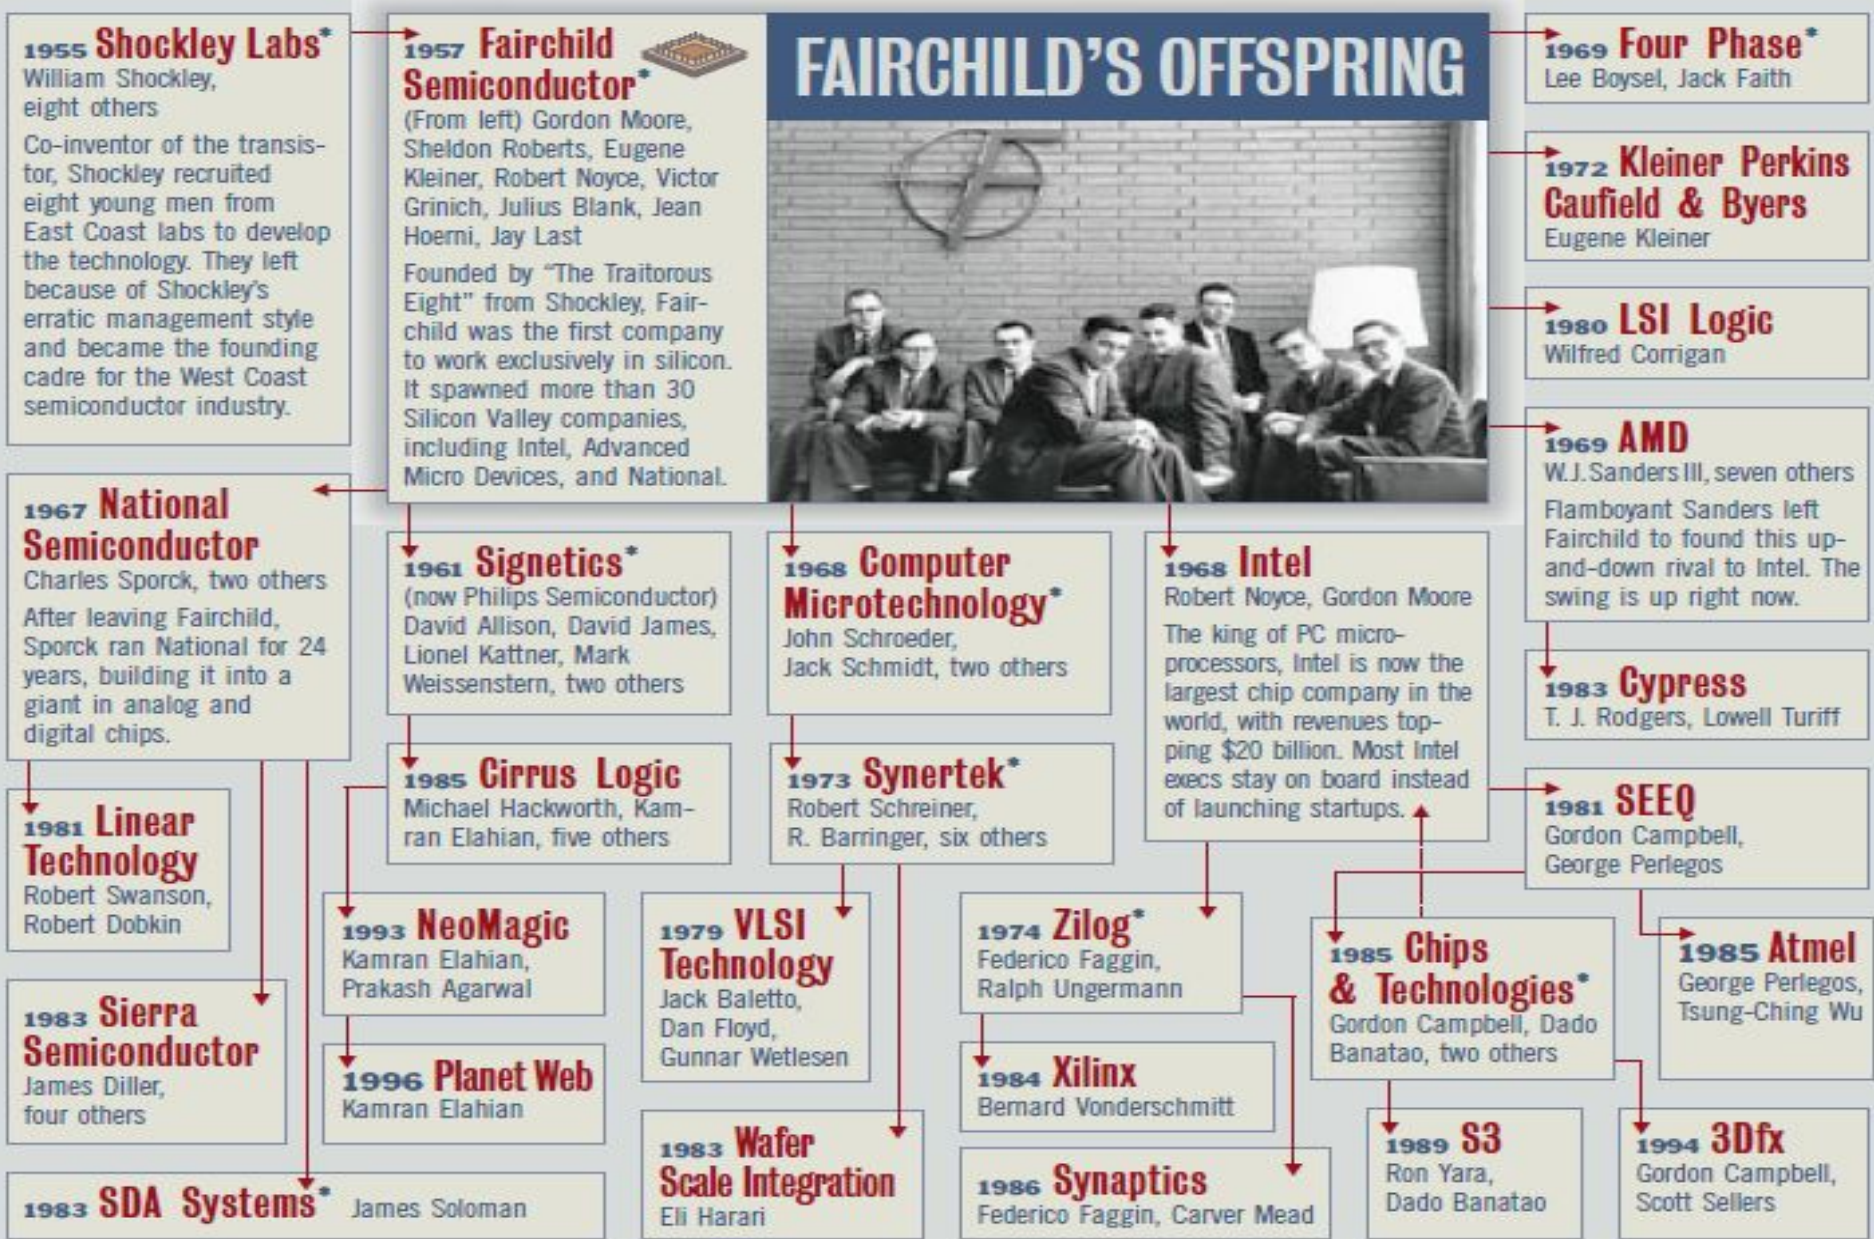 1955 Shockley Labs*
William Shockley,
eight others
Co-inventor of the transis-
tor, Shockley recruited
eight young men from
East Coast labs to develop
the technology. They left
because of Shockley's
erratic management style
and became the founding
cadre for the West Coast
semiconductor industry.
1957 Fairchild
Semiconductor*
(From left) Gordon Moore,
Sheldon Roberts, Eugene
Kleiner, Robert Noyce, Victor
Grinich, Julius Blank, Jean
Hoerni, Jay Last
Founded by "The Traitorous
Eight" from Shockley, Fair-
child was the first company
to work exclusively in silicon.
It spawned more than 30
Silicon Valley companies,
including Intel, Advanced
Micro Devices, and National.
FAIRCHILD'S OFFSPRING
1969 Four Phase*
Lee Boysel, Jack Faith
1972 Kleiner Perkins
Caufield & Byers
Eugene Kleiner
1980 LSI Logic
Wilfred Corrigan
1969 AMD
W.J. Sanders III, seven others
Flamboyant Sanders left
Fairchild to found this up-
and-down rival to Intel. The
swing is up right now.
1967 National
Semiconductor
Charles Sporck, two others
After leaving Fairchild,
Sporck ran National for 24
years, building it into a
giant in analog and
digital chips.
1961 Signetics*
(now Philips Semiconductor)
David Allison, David James,
Lionel Kattner, Mark
Weissenstern, two others
1968 Computer
Microtechnology*
John Schroeder,
Jack Schmidt, two others
1968 Intel
Robert Noyce, Gordon Moore
The king of PC micro-
processors, Intel is now the
largest chip company in the
world, with revenues top-
ping $20 billion. Most Intel
execs stay on board instead
of launching startups.
1983 Cypress
T. J. Rodgers, Lowell Turiff
1985 Cirrus Logic
Michael Hackworth, Kam-
ran Elahian, five others
1973 Synertek*
Robert Schreiner,
R. Barringer, six others
1981 SEEQ
Gordon Campbell,
George Perlegos
1981 Linear
Technology
Robert Swanson,
Robert Dobkin
1993 NeoMagic
Kamran Elahian,
Prakash Agarwal
1979 VLSI
Technology
Jack Baletto,
Dan Floyd,
Gunnar Wetlesen
1974 Zilog*
Federico Faggin,
Ralph Ungermann
1985 Chips
& Technologies*
Gordon Campbell, Dado
Banatao, two others
1985 Atmel
George Perlegos,
Tsung-Ching Wu
1983 Sierra
Semiconductor
James Diller,
four others
1996 Planet Web
Kamran Elahian
1984 Xilinx
Bernard Vonderschmitt
1983 Wafer
Scale Integration
Eli Harari
1986 Synaptics
Federico Faggin, Carver Mead
1989 S3
Ron Yara,
Dado Banatao
1994 3Dfx
Gordon Campbell,
Scott Sellers
1983 SDA Systems* James Soloman